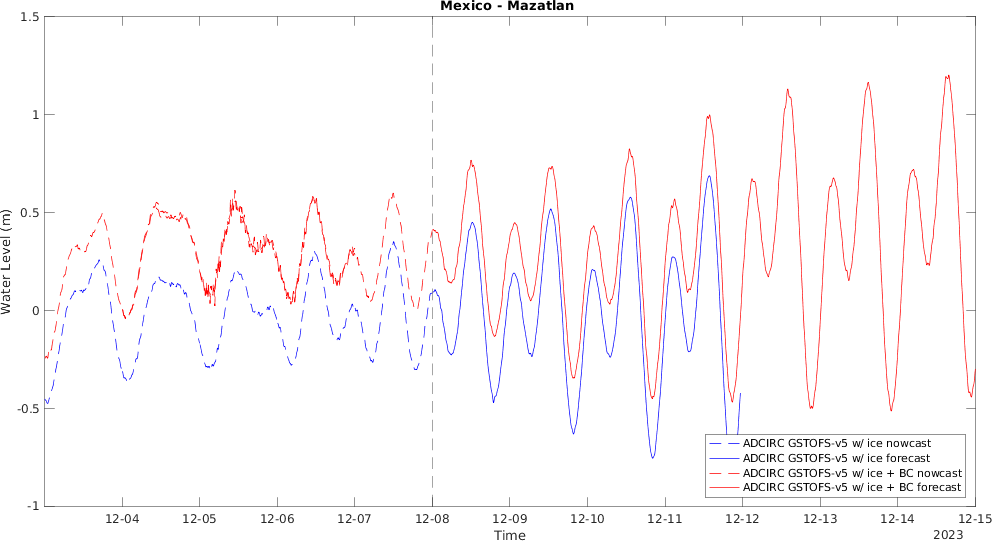 Mexico - Mazatlan
Water Level (m)
1.5
1
0.5
0
-0.5
-1
ADCIRC GSTOFS-v5 w/ ice nowcast
ADCIRC GSTOFS-v5 w/ ice forecast
ADCIRC GSTOFS-v5 w/ ice + BC nowcast
ADCIRC GSTOFS-v5 w/ ice + BC forecast
12-04 12-05 12-06 12-07 12-08 12-09 12-10 12-11 12-12 12-13 12-14 12-15
Time
2023